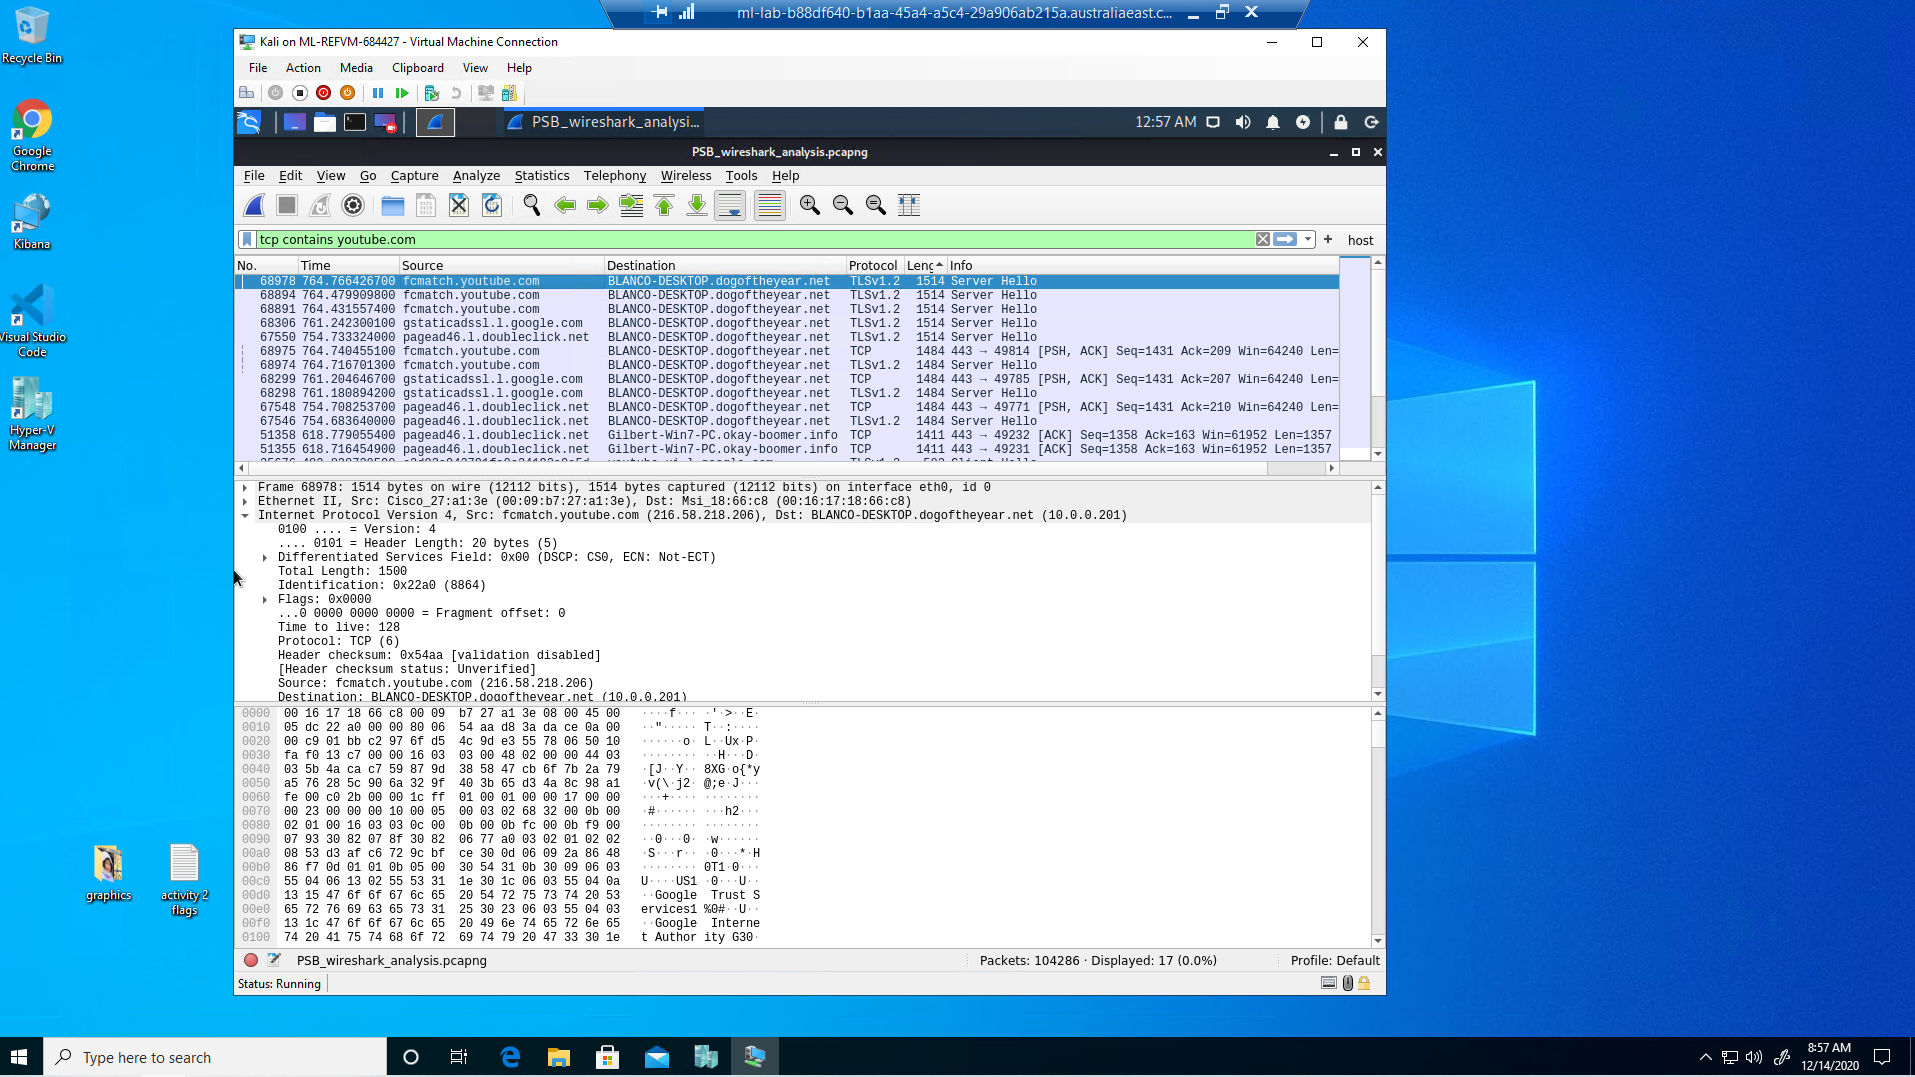 ml-lab-b88df640-b1aa-45a4-a5c4-29a906ab215a.australiaeast.c...
Recycle Bin
Google Chrome
Kibana
Visual Studio Code
Hyper-V Manager
graphics
activity 2 flags
Kali on ML-REFVM-684427 - Virtual Machine Connection
File Action Media Clipboard View Help
PSB_wireshark_analysi... 12:57 AM
PSB_wireshark_analysis.pcapng
File Edit View Go Capture Analyze Statistics Telephony Wireless Tools Help
tcp contains youtube.com + host
No. Time Source Destination Protocol Leng Info
68978 764.766426700 fcmatch.youtube.com BLANCO-DESKTOP.dogoftheyear.net TLSv1.2 1514 Server Hello
68894 764.479909800 fcmatch.youtube.com BLANCO-DESKTOP.dogoftheyear.net TLSv1.2 1514 Server Hello
68891 764.431557400 fcmatch.youtube.com BLANCO-DESKTOP.dogoftheyear.net TLSv1.2 1514 Server Hello
68306 761.242300100 gstaticadssl.l.google.com BLANCO-DESKTOP.dogoftheyear.net TLSv1.2 1514 Server Hello
67550 754.733324000 pagead46.l.doubleclick.net BLANCO-DESKTOP.dogoftheyear.net TLSv1.2 1514 Server Hello
68975 764.740455100 fcmatch.youtube.com BLANCO-DESKTOP.dogoftheyear.net TCP 1484 443 → 49814 [PSH, ACK] Seq=1431 Ack=209 Win=64240 Len=
68974 764.716701300 fcmatch.youtube.com BLANCO-DESKTOP.dogoftheyear.net TLSv1.2 1484 Server Hello
68299 761.204646700 gstaticadssl.l.google.com BLANCO-DESKTOP.dogoftheyear.net TCP 1484 443 → 49785 [PSH, ACK] Seq=1431 Ack=207 Win=64240 Len=
68298 761.180894200 gstaticadssl.l.google.com BLANCO-DESKTOP.dogoftheyear.net TLSv1.2 1484 Server Hello
67548 754.708253700 pagead46.l.doubleclick.net BLANCO-DESKTOP.dogoftheyear.net TCP 1484 443 → 49771 [PSH, ACK] Seq=1431 Ack=210 Win=64240 Len=
67546 754.683640000 pagead46.l.doubleclick.net BLANCO-DESKTOP.dogoftheyear.net TLSv1.2 1484 Server Hello
51358 618.779055400 pagead46.l.doubleclick.net Gilbert-Win7-PC.okay-boomer.info TCP 1411 443 → 49232 [ACK] Seq=1358 Ack=163 Win=61952 Len=1357
51355 618.716454900 pagead46.l.doubleclick.net Gilbert-Win7-PC.okay-boomer.info TCP 1411 443 → 49231 [ACK] Seq=1358 Ack=163 Win=61952 Len=1357
Frame 68978: 1514 bytes on wire (12112 bits), 1514 bytes captured (12112 bits) on interface eth0, id 0
Ethernet II, Src: Cisco_27:a1:3e (00:09:b7:27:a1:3e), Dst: Msi_18:66:c8 (00:16:17:18:66:c8)
Internet Protocol Version 4, Src: fcmatch.youtube.com (216.58.218.206), Dst: BLANCO-DESKTOP.dogoftheyear.net (10.0.0.201)
0100 .... = Version: 4
.... 0101 = Header Length: 20 bytes (5)
Differentiated Services Field: 0x00 (DSCP: CS0, ECN: Not-ECT)
Total Length: 1500
Identification: 0x22a0 (8864)
Flags: 0x0000
...0 0000 0000 0000 = Fragment offset: 0
Time to live: 128
Protocol: TCP (6)
Header checksum: 0x54aa [validation disabled]
[Header checksum status: Unverified]
Source: fcmatch.youtube.com (216.58.218.206)
Destination: BLANCO-DESKTOP.dogoftheyear.net (10.0.0.201)
0000 00 16 17 18 66 c8 00 09 b7 27 a1 3e 08 00 45 00 ····f··· ·'·>··E·
0010 05 dc 22 a0 00 00 80 06 54 aa d8 3a da ce 0a 00 ··"····· T··:····
0020 00 c9 01 bb c2 97 6f d5 4c 9d e3 55 78 06 50 10 ······o· L··Ux·P·
0030 fa f0 13 c7 00 00 16 03 03 00 48 02 00 00 44 03 ········ ··H···D·
0040 03 5b 4a ca c7 59 87 9d 38 58 47 cb 6f 7b 2a 79 ·[J··Y·· 8XG·o{*y
0050 a5 76 28 5c 90 6a 32 9f 40 3b 65 d3 4a 8c 98 a1 ·v(\·j2· @;e·J···
0060 fe 00 c0 2b 00 00 1c ff 01 00 01 00 00 17 00 00 ···+···· ········
0070 00 23 00 00 00 10 00 05 00 03 02 68 32 00 0b 00 ·#······ ···h2···
0080 02 01 00 16 03 03 0c 00 0b 00 0b fc 00 0b f9 00 ········ ········
0090 07 93 30 82 07 8f 30 82 06 77 a0 03 02 01 02 02 ··0···0· ·w······
00a0 08 53 d3 af c6 72 9c bf ce 30 0d 06 09 2a 86 48 ·S···r·· ·0···*·H
00b0 86 f7 0d 01 01 0b 05 00 30 54 31 0b 30 09 06 03 ········ 0T1·0···
00c0 55 04 06 13 02 55 53 31 1e 30 1c 06 03 55 04 0a U····US1 ·0···U··
00d0 13 15 47 6f 6f 67 6c 65 20 54 72 75 73 74 20 53 ··Google Trust S
00e0 65 72 76 69 63 65 73 31 25 30 23 06 03 55 04 03 ervices1 %0#··U··
00f0 13 1c 47 6f 6f 67 6c 65 20 49 6e 74 65 72 6e 65 ··Google Interne
0100 74 20 41 75 74 68 6f 72 69 74 79 20 47 33 30 1e t Author ity G30·
PSB_wireshark_analysis.pcapng Packets: 104286 · Displayed: 17 (0.0%) Profile: Default
Status: Running
Type here to search
8:57 AM
12/14/2020